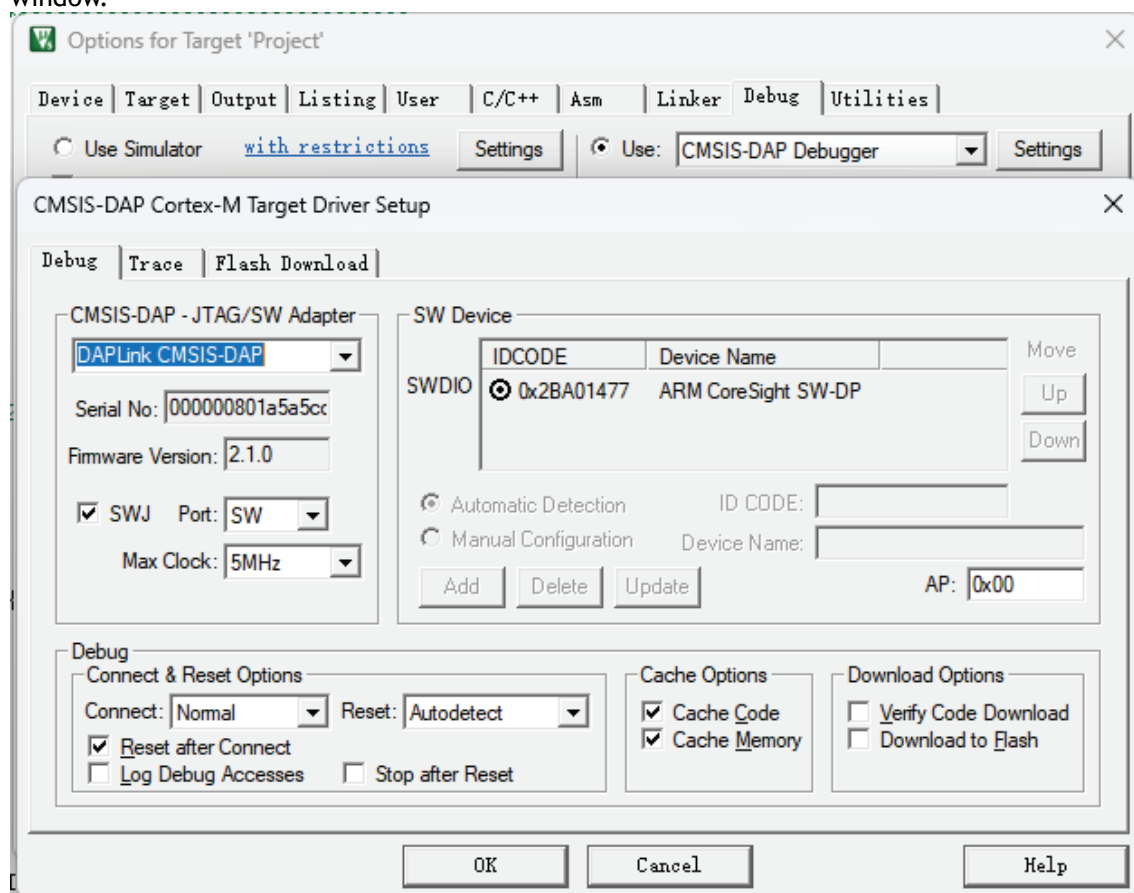 window.
Options for Target 'Project'
Device Target Output Listing User C/C++ Asm Linker Debug Utilities
Use Simulator with restrictions Settings Use: CMSIS-DAP Debugger Settings
CMSIS-DAP Cortex-M Target Driver Setup
Debug Trace Flash Download
CMSIS-DAP - JTAG/SW Adapter
DAPLink CMSIS-DAP
Serial No: 000000801a5a5cc
Firmware Version: 2.1.0
SWJ Port: SW
Max Clock: 5MHz
SW Device
IDCODE Device Name Move
SWDIO 0x2BA01477 ARM CoreSight SW-DP Up
Down
Automatic Detection ID CODE:
Manual Configuration Device Name:
Add Delete Update AP: 0x00
Debug
Connect & Reset Options
Connect: Normal Reset: Autodetect
Reset after Connect
Log Debug Accesses Stop after Reset
Cache Options
Cache Code
Cache Memory
Download Options
Verify Code Download
Download to Flash
OK Cancel Help